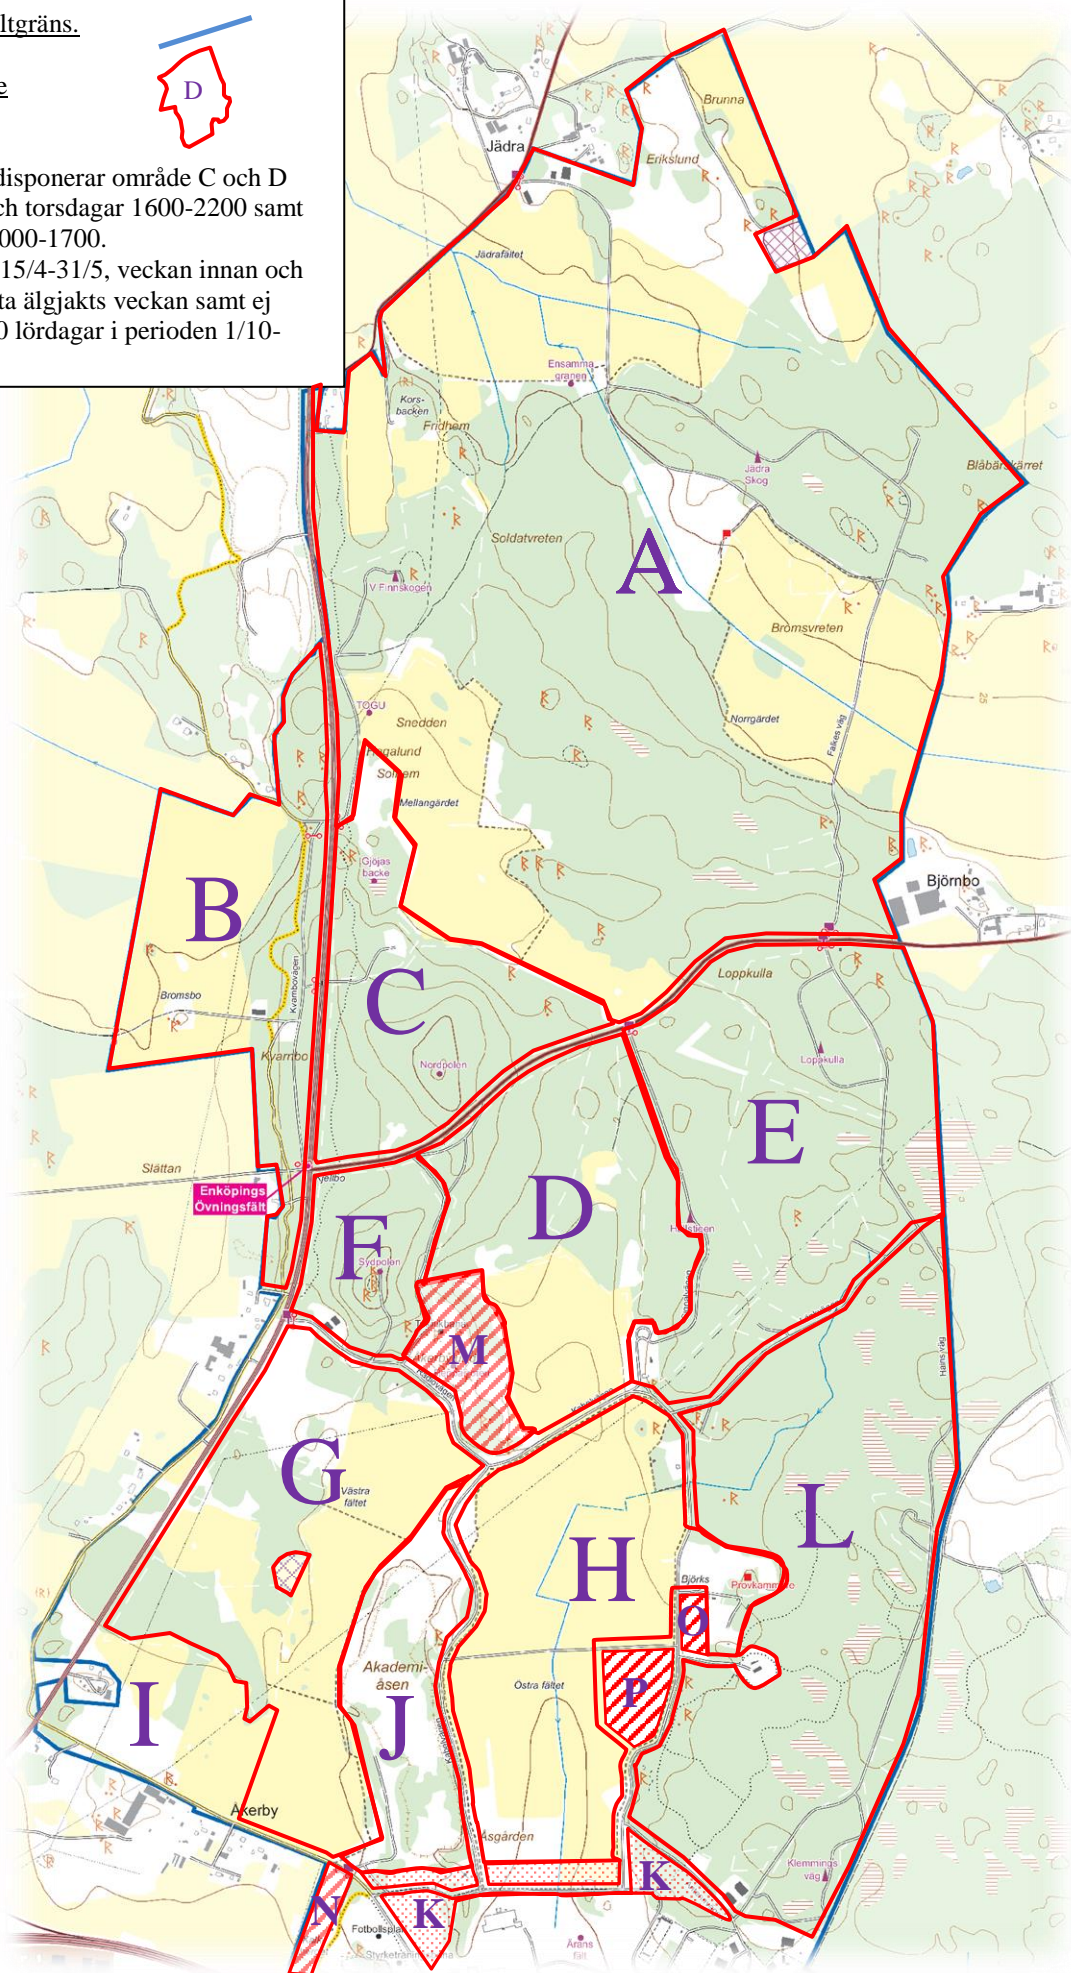 ltgräns.
e
D
disponerar område C och D
ch torsdagar 1600-2200 samt
000-1700.
15/4-31/5, veckan innan och
ta älgjakts veckan samt ej
0 lördagar i perioden 1/10-
Jädra
Brunna
Erikslund
Jädrafältet
Ensamma
granen
(R)
Kors-
backen
Fridhem
Jädra
Skog
Blåbärskärret
Soldatvreten
A
V Finnskogen
Bromsvreten
TOGU
Snedden
Norrgärdet
Falkes väg
25
Hagalund
Solhem
Mellangärdet
Gjöjas
backe
Björnbo
B
Loppkulla
C
Bromsbo
Kvarnbovägen
Kvarnbo
Nordpolen
Loppkulla
E
Slättan
Enköpings
Övningsfält
D
F
Sydpolen
M
Hans väg
G
Västra
fältet
L
H
Björks
Provkammare
O
(R)
Akademi-
åsen
Östra fältet
P
I
J
Åkerby
Åsgården
K
Klemmings
väg
N
K
Fotbollsplan
Äräns
fält